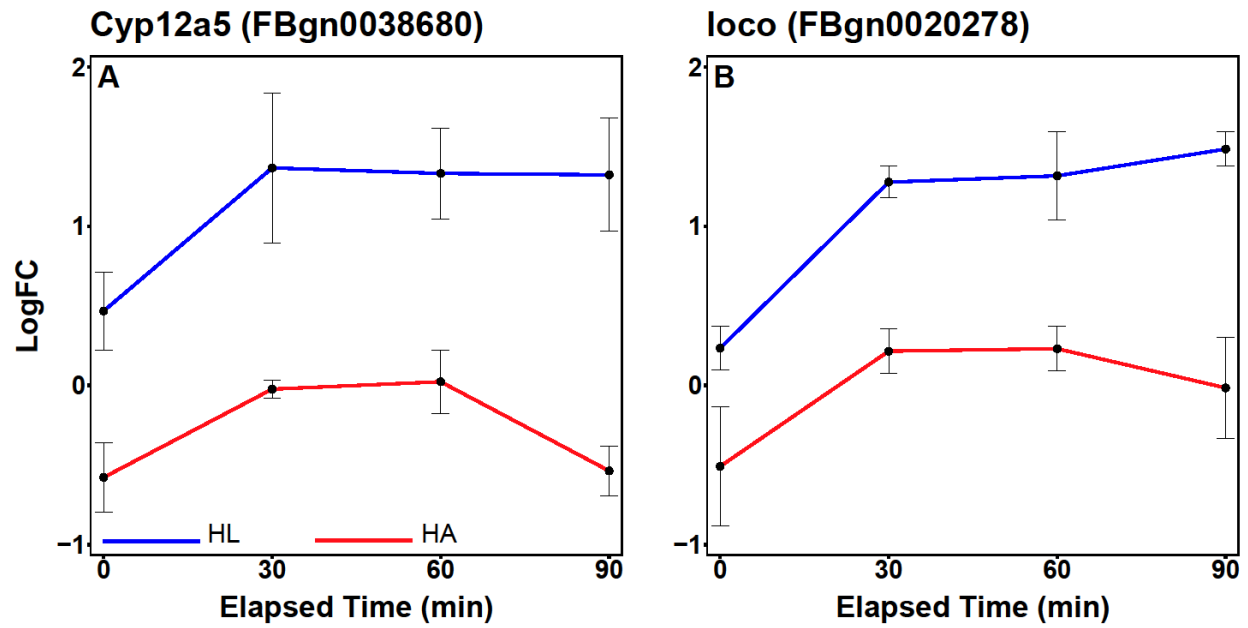 Cyp12a5 (FBgn0038680)
loco (FBgn0020278)
A
B
LogFC
2
1
0
−1
2
1
0
−1
HL
HA
0 30 60 90
0 30 60 90
Elapsed Time (min)
Elapsed Time (min)